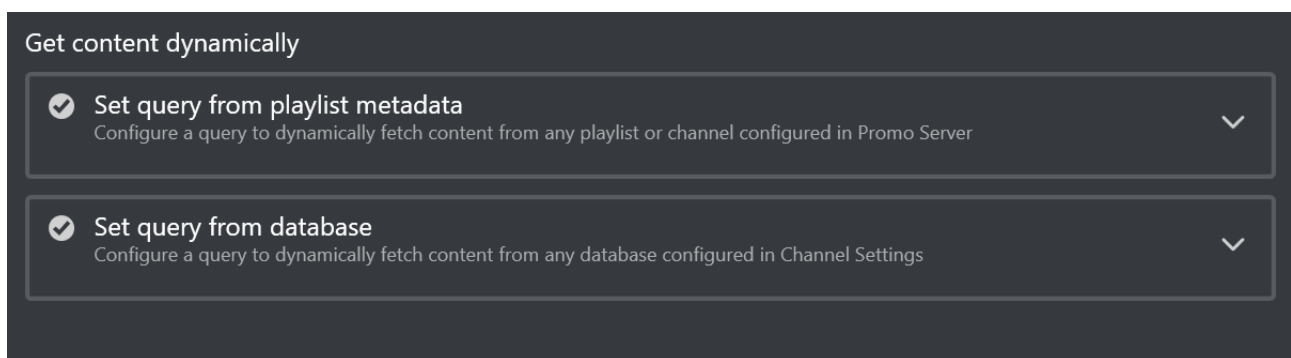 Get content dynamically
Set query from playlist metadata
Configure a query to dynamically fetch content from any playlist or channel configured in Promo Server
Set query from database
Configure a query to dynamically fetch content from any database configured in Channel Settings